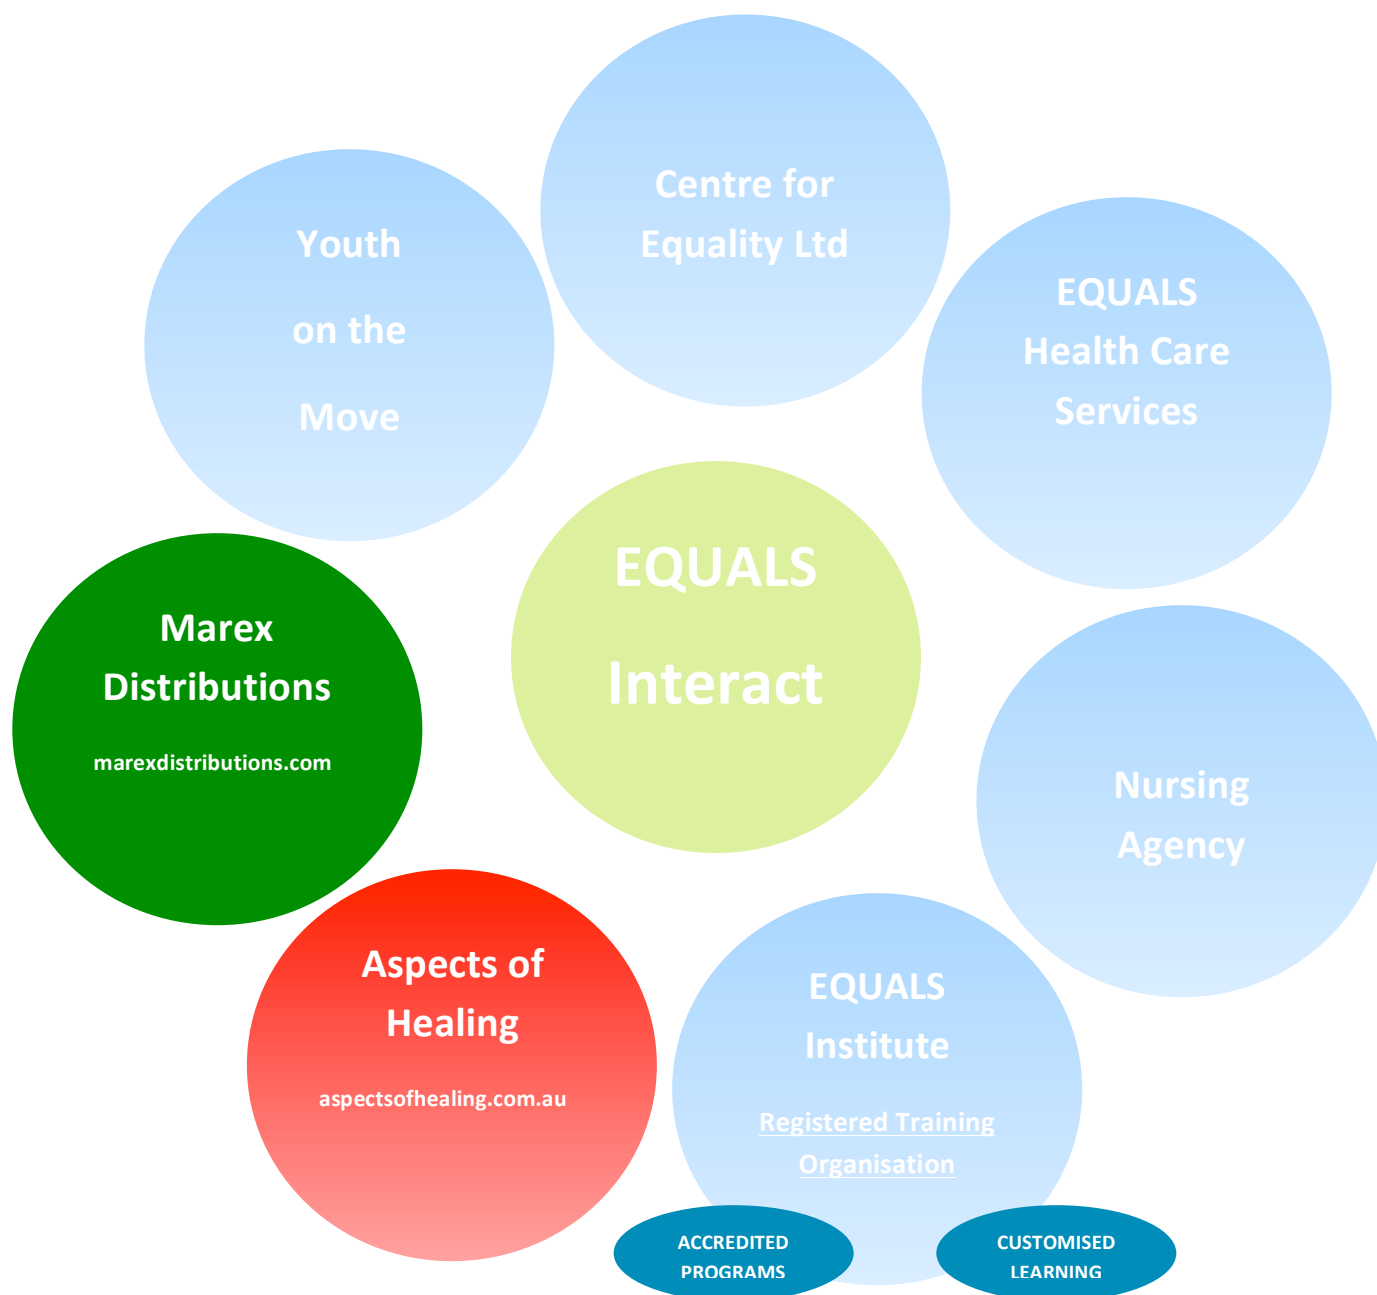 Centre for
Equality Ltd
Youth
on the
Move
EQUALS
Health Care
Services
EQUALS
Interact
Marex
Distributions
marexdistributions.com
Nursing
Agency
Aspects of
Healing
aspectsofhealing.com.au
EQUALS
Institute
Registered Training
Organisation
ACCREDITED
PROGRAMS
CUSTOMISED
LEARNING